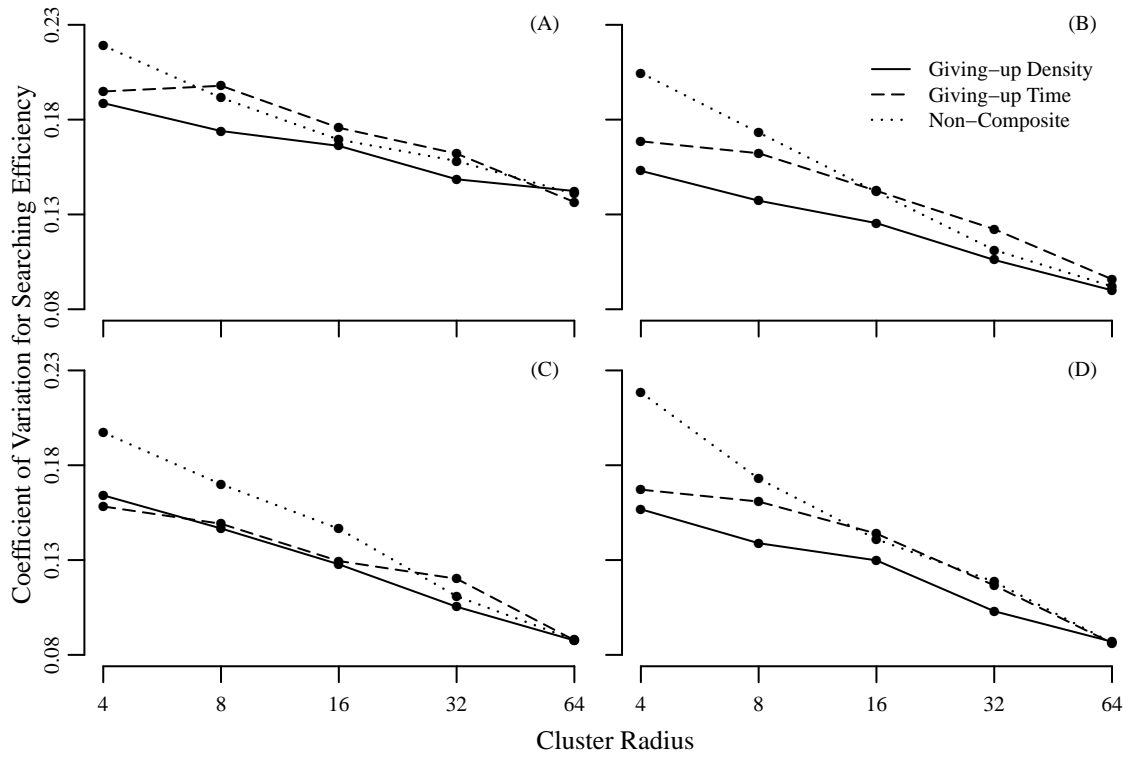 Coefficient of Variation for Searching Efficiency
(A)
0.23
0.18
0.13
0.08
(B)
Giving−up Density
Giving−up Time
Non−Composite
(C)
0.23
0.18
0.13
0.08
4 8 16 32 64
(D)
4 8 16 32 64
Cluster Radius